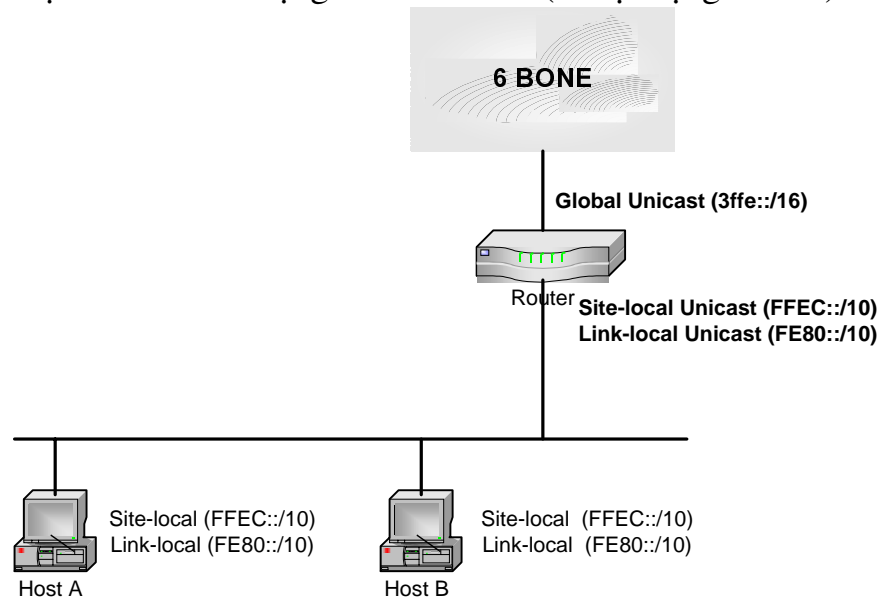 6 BONE
Global Unicast (3ffe::/16)
Router
Site-local Unicast (FFEC::/10)
Link-local Unicast (FE80::/10)
Site-local (FFEC::/10)
Link-local (FE80::/10)
Host A
Site-local (FFEC::/10)
Link-local (FE80::/10)
Host B